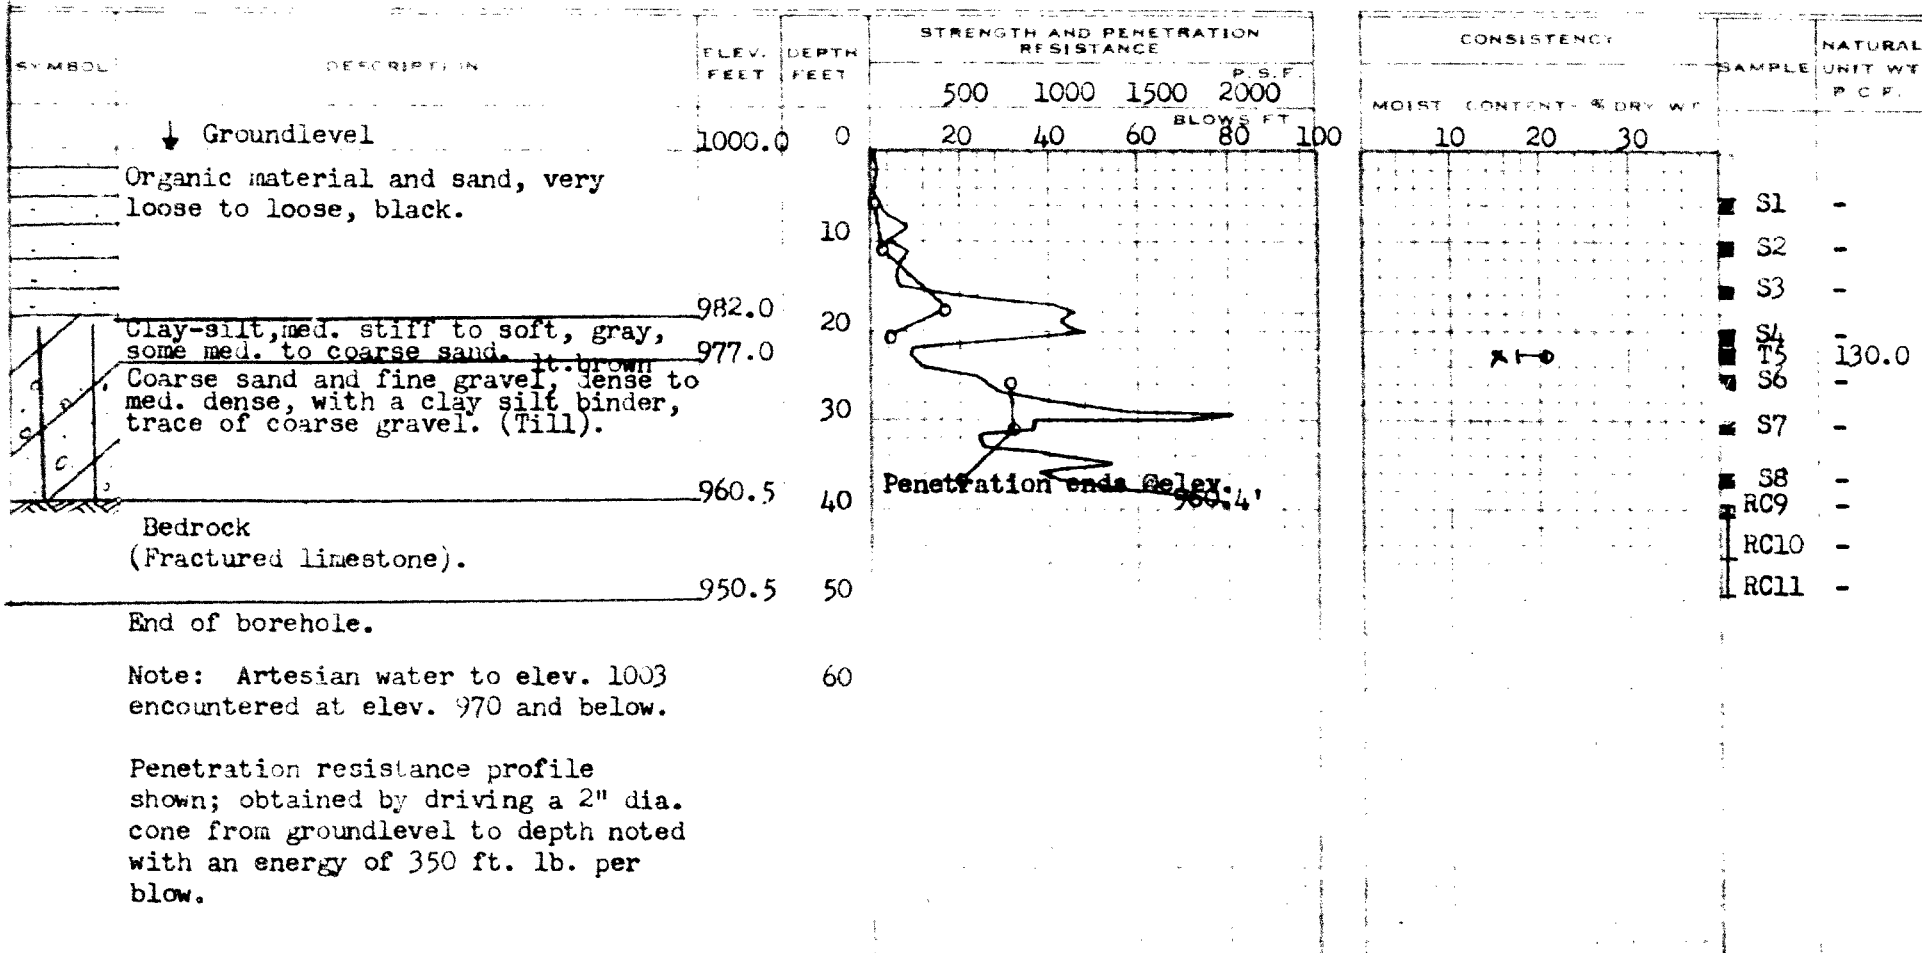 STRENGTH AND PENETRATION
RESISTANCE
CONSISTENCY
SYMBOL
DESCRIPTION
ELEV.
FEET
DEPTH
FEET
SAMPLE
NATURAL
UNIT WT
P.C.F.
P.S.F.
500 1000 1500 2000
MOIST CONTENT - % DRY WT
BLOWS FT
20 40 60 80 100
10 20 30
Groundlevel 1000.0 0
Organic material and sand, very
loose to loose, black.
S1 -
10
S2 -
S3 -
982.0
Clay-silt,med. stiff to soft, gray,
some med. to coarse sand.
20
S4 -
977.0
T5 130.0
lt.brown
Coarse sand and fine gravel, dense to
med. dense, with a clay silt binder,
trace of coarse gravel. (Till).
S6 -
30
S7 -
Penetration ends @elev.
960.4'
S8 -
960.5 40
RC9 -
Bedrock
(Fractured limestone).
RC10 -
950.5 50
RC11 -
End of borehole.
Note: Artesian water to elev. 1003
encountered at elev. 970 and below.
60
Penetration resistance profile
shown; obtained by driving a 2" dia.
cone from groundlevel to depth noted
with an energy of 350 ft. lb. per
blow.